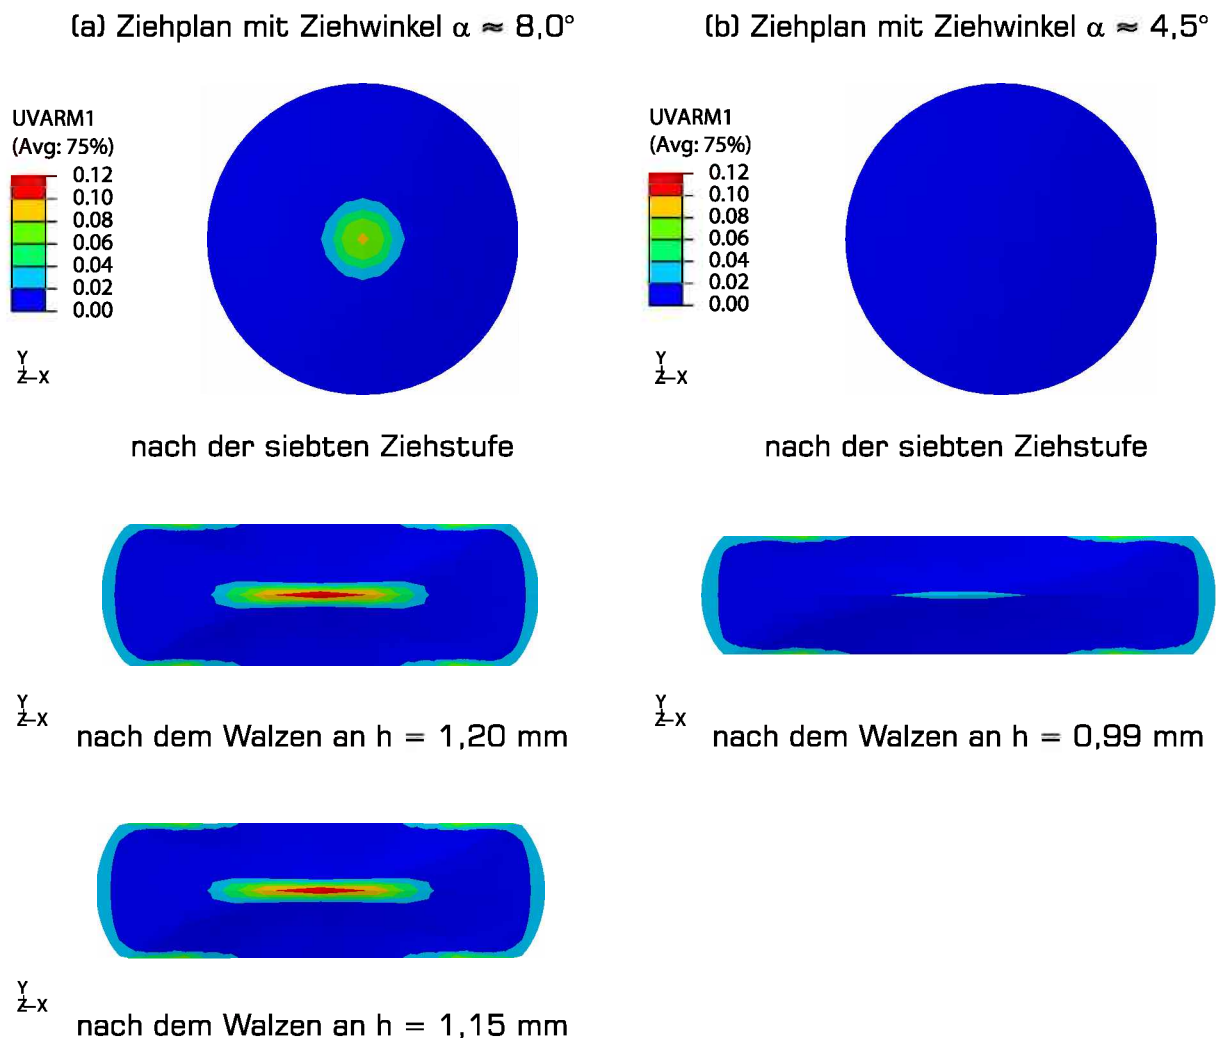 (a) Ziehplan mit Ziehwinkel α ≈ 8,0°
UVARM1
(Avg: 75%)
0.12
0.10
0.08
0.06
0.04
0.02
0.00
Y
Z X
nach der siebten Ziehstufe
Y
Z X
nach dem Walzen an h = 1,20 mm
Y
Z X
nach dem Walzen an h = 1,15 mm
(b) Ziehplan mit Ziehwinkel α ≈ 4,5°
UVARM1
(Avg: 75%)
0.12
0.10
0.08
0.06
0.04
0.02
0.00
Y
Z X
nach der siebten Ziehstufe
Y
Z X
nach dem Walzen an h = 0,99 mm